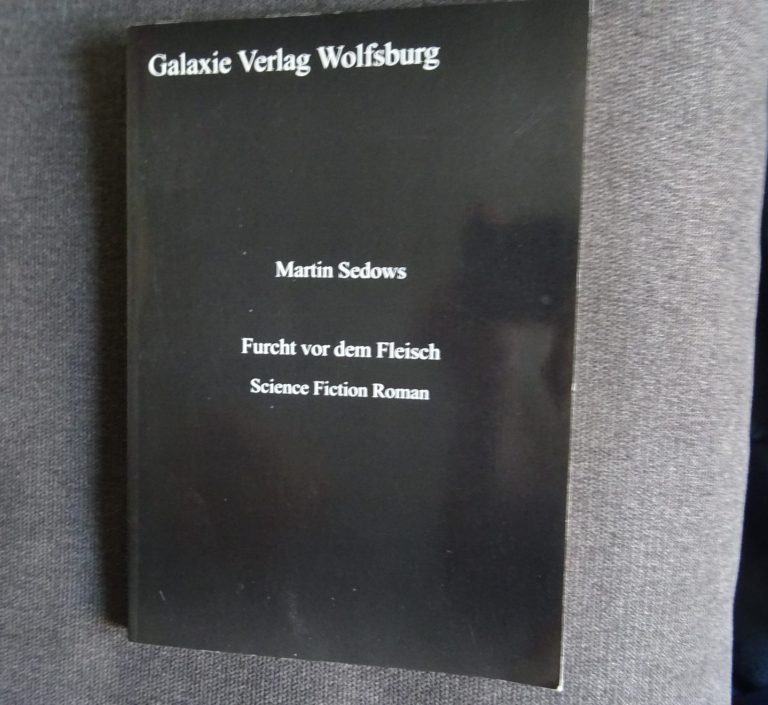 Galaxie Verlag Wolfsburg
Martin Sedows
Furcht vor dem Fleisch
Science Fiction Roman